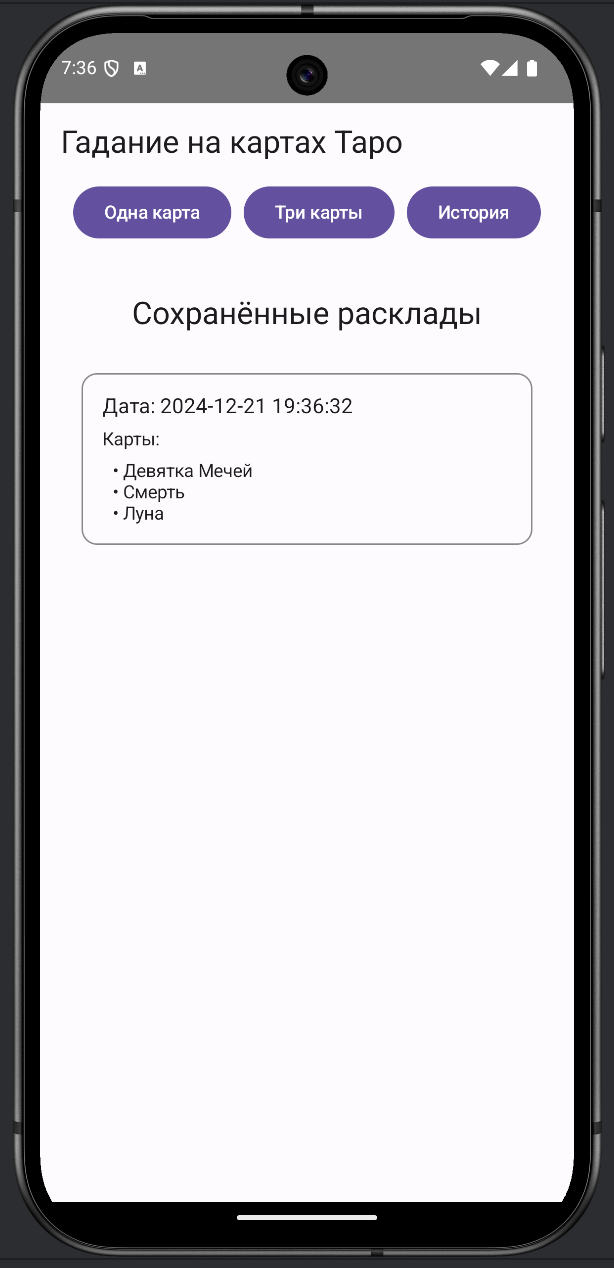 7:36
Гадание на картах Таро
Одна карта Три карты История
Сохранённые расклады
Дата: 2024-12-21 19:36:32
Карты:
• Девятка Мечей
• Смерть
• Луна